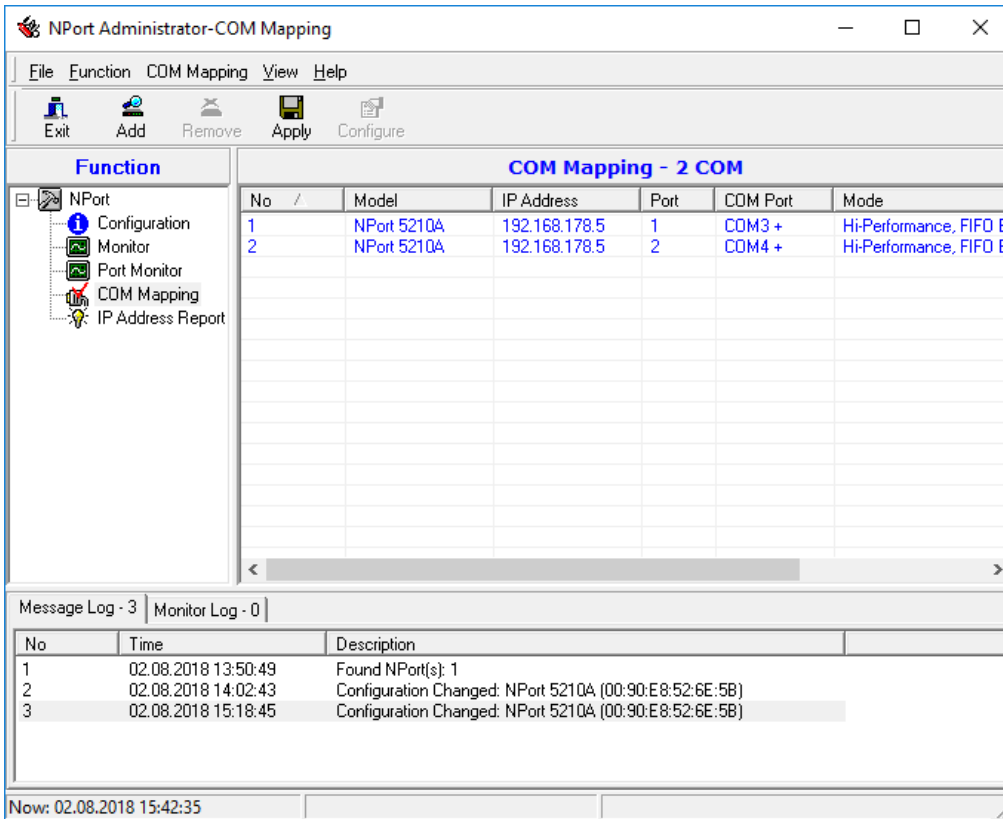 NPort Administrator-COM Mapping
File Function COM Mapping View Help
Exit Add Remove Apply Configure
Function
COM Mapping - 2 COM
NPort
Configuration
Monitor
Port Monitor
COM Mapping
IP Address Report
No Model IP Address Port COM Port Mode
1 NPort 5210A 192.168.178.5 1 COM3 + Hi-Performance, FIFO E
2 NPort 5210A 192.168.178.5 2 COM4 + Hi-Performance, FIFO E
Message Log - 3 Monitor Log - 0
No Time Description
1 02.08.2018 13:50:49 Found NPort(s): 1
2 02.08.2018 14:02:43 Configuration Changed: NPort 5210A (00:90:E8:52:6E:5B)
3 02.08.2018 15:18:45 Configuration Changed: NPort 5210A (00:90:E8:52:6E:5B)
Now: 02.08.2018 15:42:35